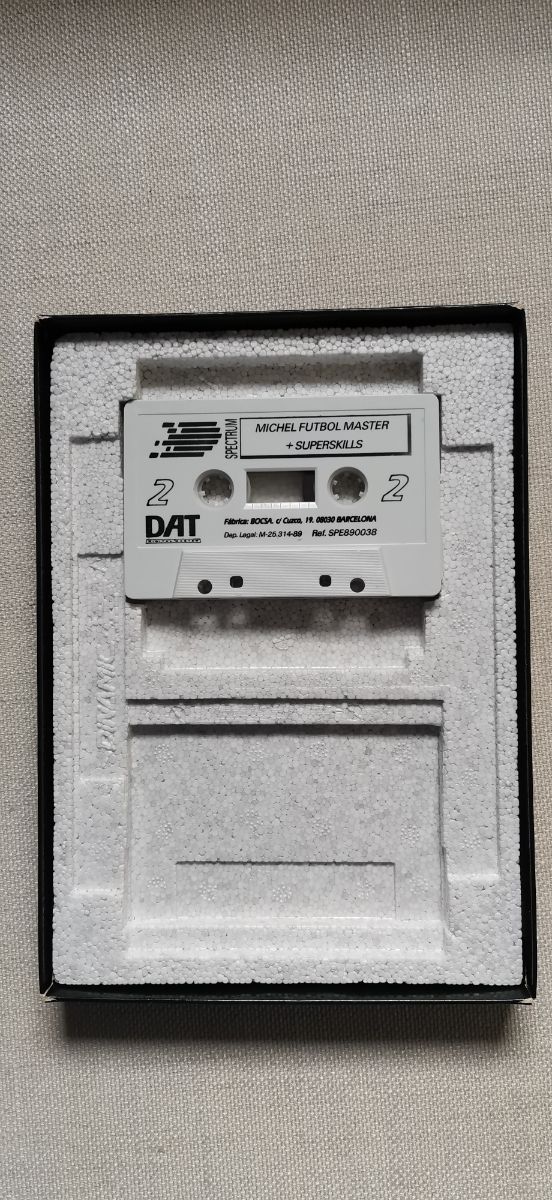 SPECTRUM
MICHEL FUTBOL MASTER
+ SUPERSKILLS
2
2
DAT
Fábrica: BOCSA. c/ Cuzco, 19. 08030 BARCELONA
Dep. Legal: M-25.314-89 Ref. SPE890038
DINAMIC